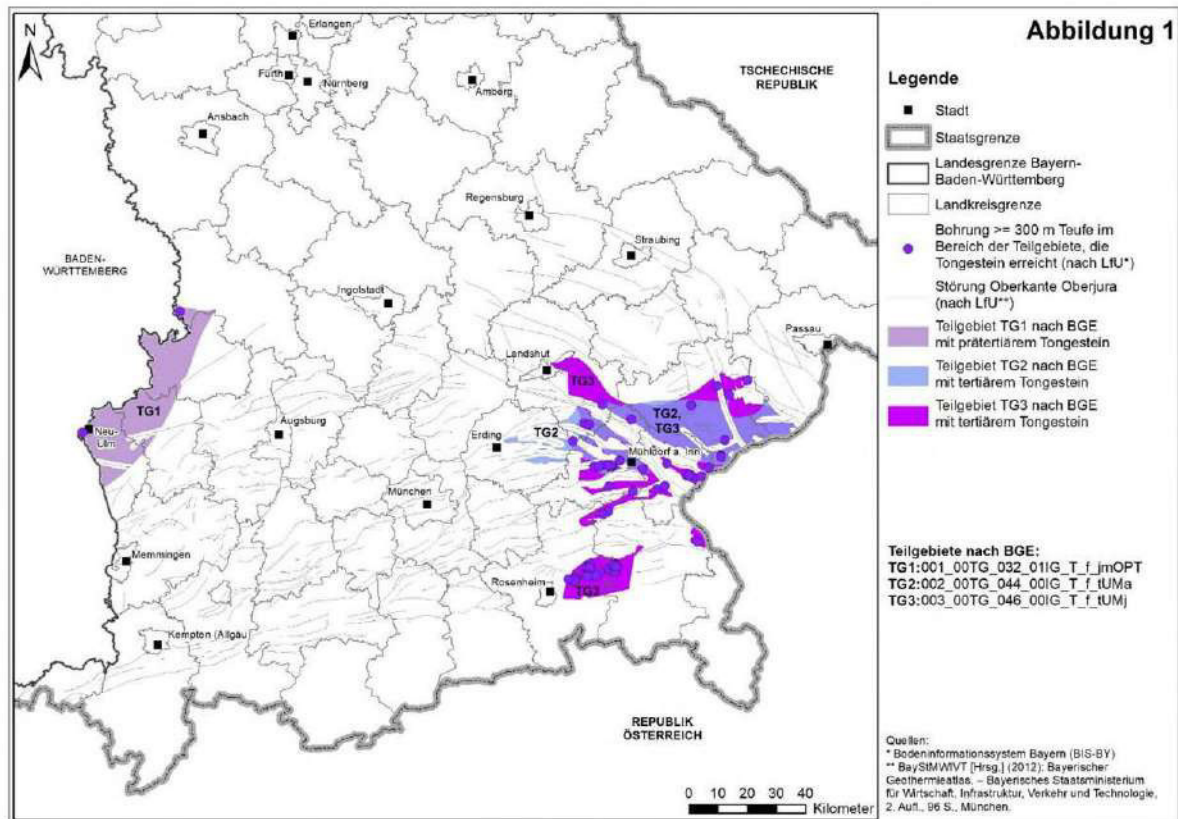 Abbildung 1
N
Erlangen
Fürth
Nürnberg
Amberg
Ansbach
TSCHECHISCHE
REPUBLIK
Regensburg
Straubing
BADEN-
WÜRTTEMBERG
Ingolstadt
Passau
Landshut
TG3
TG1
TG2,
TG3
Neu-
Ulm
Augsburg
Erding
TG2
Mühldorf a. Inn
München
Memmingen
Rosenheim
TG3
Kempten (Allgäu)
REPUBLIK
ÖSTERREICH
0 10 20 30 40
Kilometer
Legende
Stadt
Staatsgrenze
Landesgrenze Bayern-
Baden-Württemberg
Landkreisgrenze
Bohrung >= 300 m Teufe im
Bereich der Teilgebiete, die
Tongestein erreicht (nach LfU*)
Störung Oberkante Oberjura
(nach LfU**)
Teilgebiet TG1 nach BGE
mit prätertiärem Tongestein
Teilgebiet TG2 nach BGE
mit tertiärem Tongestein
Teilgebiet TG3 nach BGE
mit tertiärem Tongestein
Teilgebiete nach BGE:
TG1:001_00TG_032_01IG_T_f_jmOPT
TG2:002_00TG_044_00IG_T_f_tUMa
TG3:003_00TG_046_00IG_T_f_tUMj
Quellen:
* Bodeninformationssystem Bayern (BIS-BY)
** BayStMWIVT [Hrsg.] (2012): Bayerischer
Geothermieatlas. – Bayerisches Staatsministerium
für Wirtschaft, Infrastruktur, Verkehr und Technologie,
2. Aufl., 96 S., München.